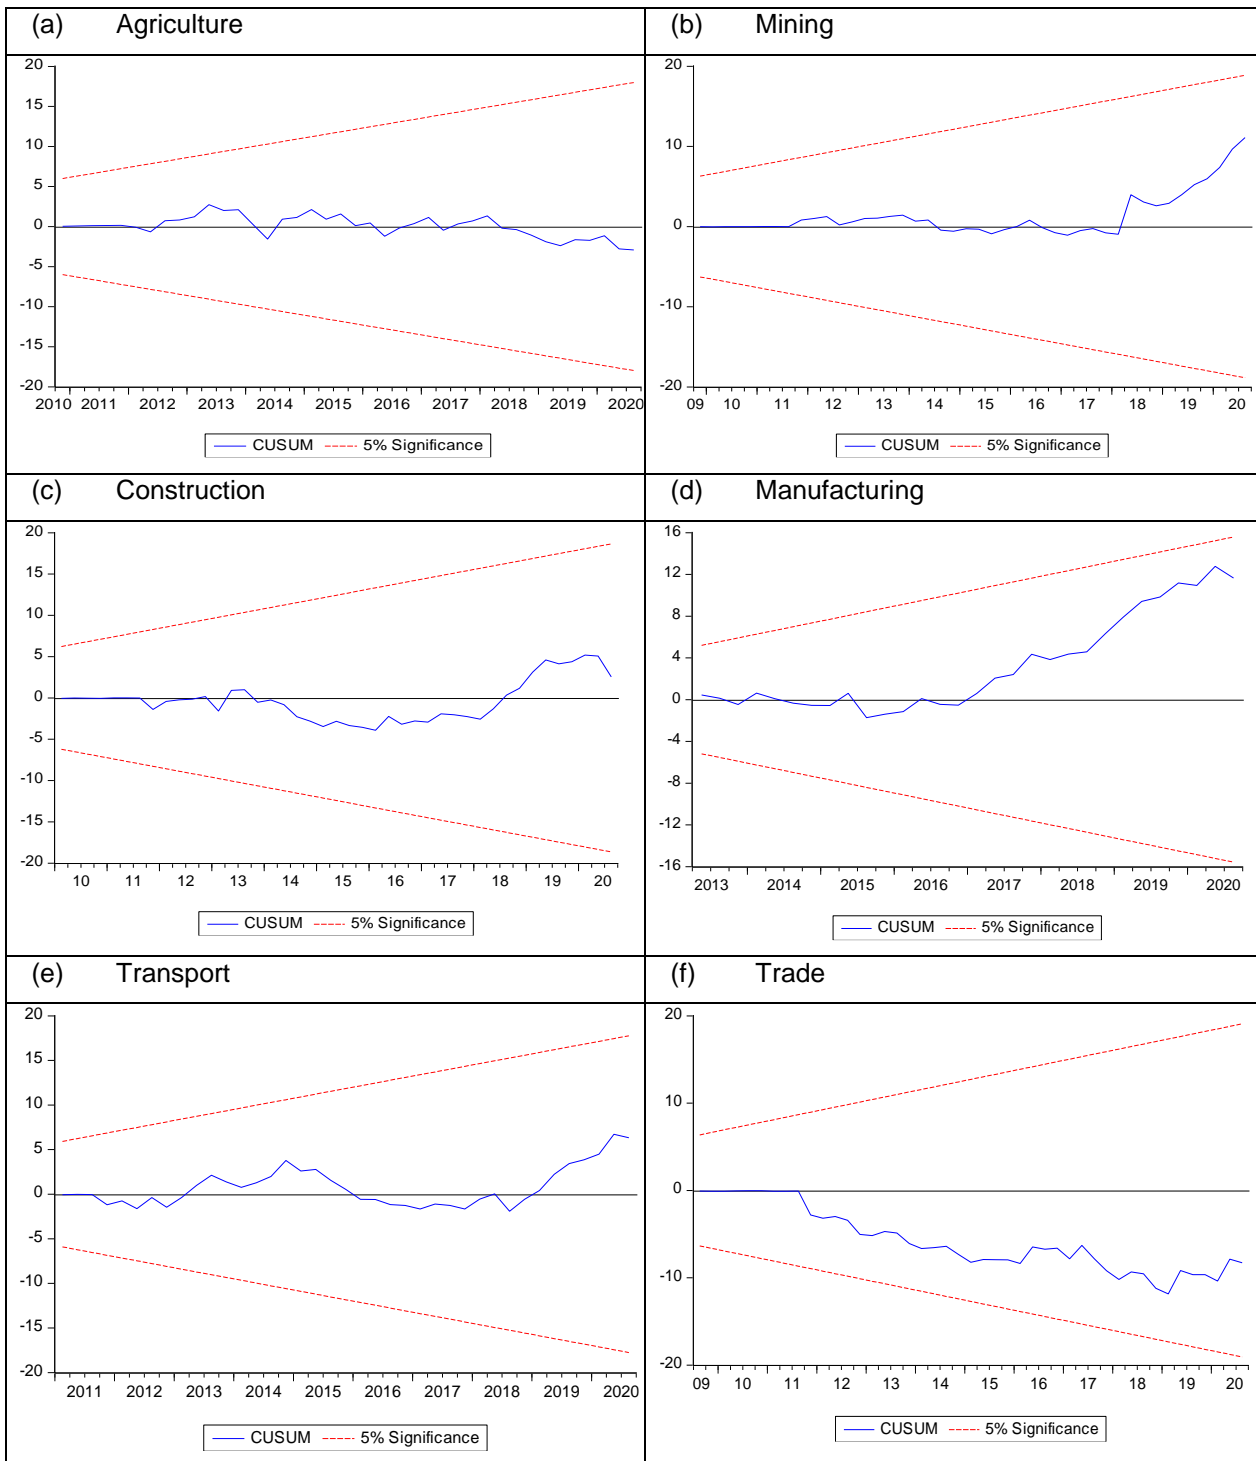 (a) Agriculture
(b) Mining
20
15
10
5
0
-5
-10
-15
-20
2010 2011 2012 2013 2014 2015 2016 2017 2018 2019 2020
CUSUM 5% Significance
20
10
0
-10
-20
09 10 11 12 13 14 15 16 17 18 19 20
CUSUM 5% Significance
(c) Construction
(d) Manufacturing
20
15
10
5
0
-5
-10
-15
-20
10 11 12 13 14 15 16 17 18 19 20
CUSUM 5% Significance
16
12
8
4
0
-4
-8
-12
-16
2013 2014 2015 2016 2017 2018 2019 2020
CUSUM 5% Significance
(e) Transport
(f) Trade
20
15
10
5
0
-5
-10
-15
-20
2011 2012 2013 2014 2015 2016 2017 2018 2019 2020
CUSUM 5% Significance
20
10
0
-10
-20
09 10 11 12 13 14 15 16 17 18 19 20
CUSUM 5% Significance